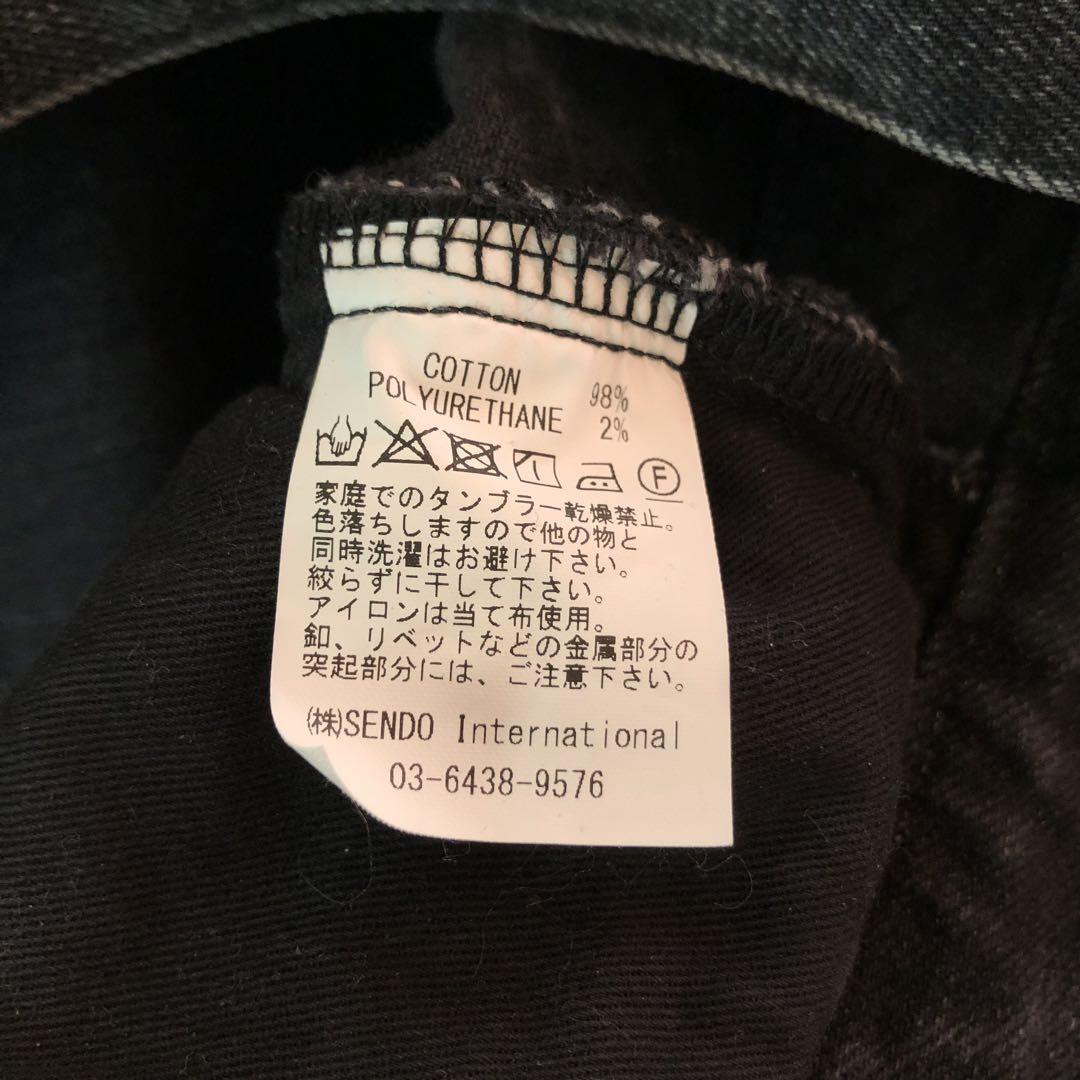 COTTON 98%
POLYURETHANE 2%
F
家庭でのタンブラー乾燥禁止。
色落ちしますので他の物と
同時洗濯はお避け下さい。
絞らずに干して下さい。
アイロンは当て布使用。
釦、リベットなどの金属部分の
突起部分には、ご注意下さい。
㈱SENDO International
03-6438-9576